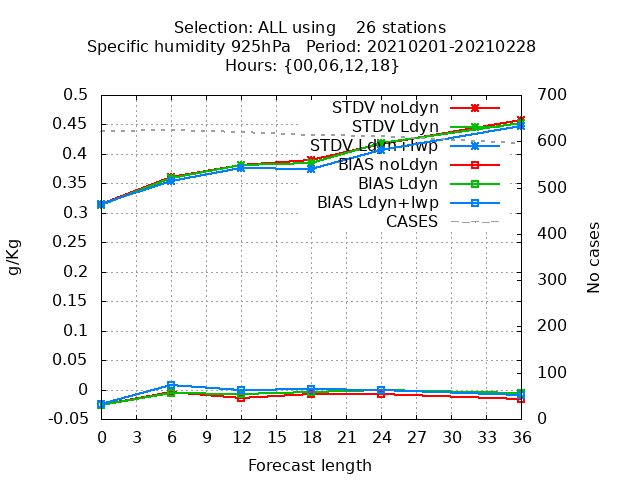 Selection: ALL using 26 stations
Specific humidity 925hPa Period: 20210201-20210228
Hours: {00,06,12,18}
0.5
0.45
0.4
0.35
0.3
0.25
0.2
0.15
0.1
0.05
0
-0.05
g/Kg
STDV noLdyn
STDV Ldyn
STDV Ldyn+lwp
BIAS noLdyn
BIAS Ldyn
BIAS Ldyn+lwp
CASES
700
600
500
400
300
200
100
0
No cases
0 3 6 9 12 15 18 21 24 27 30 33 36
Forecast length